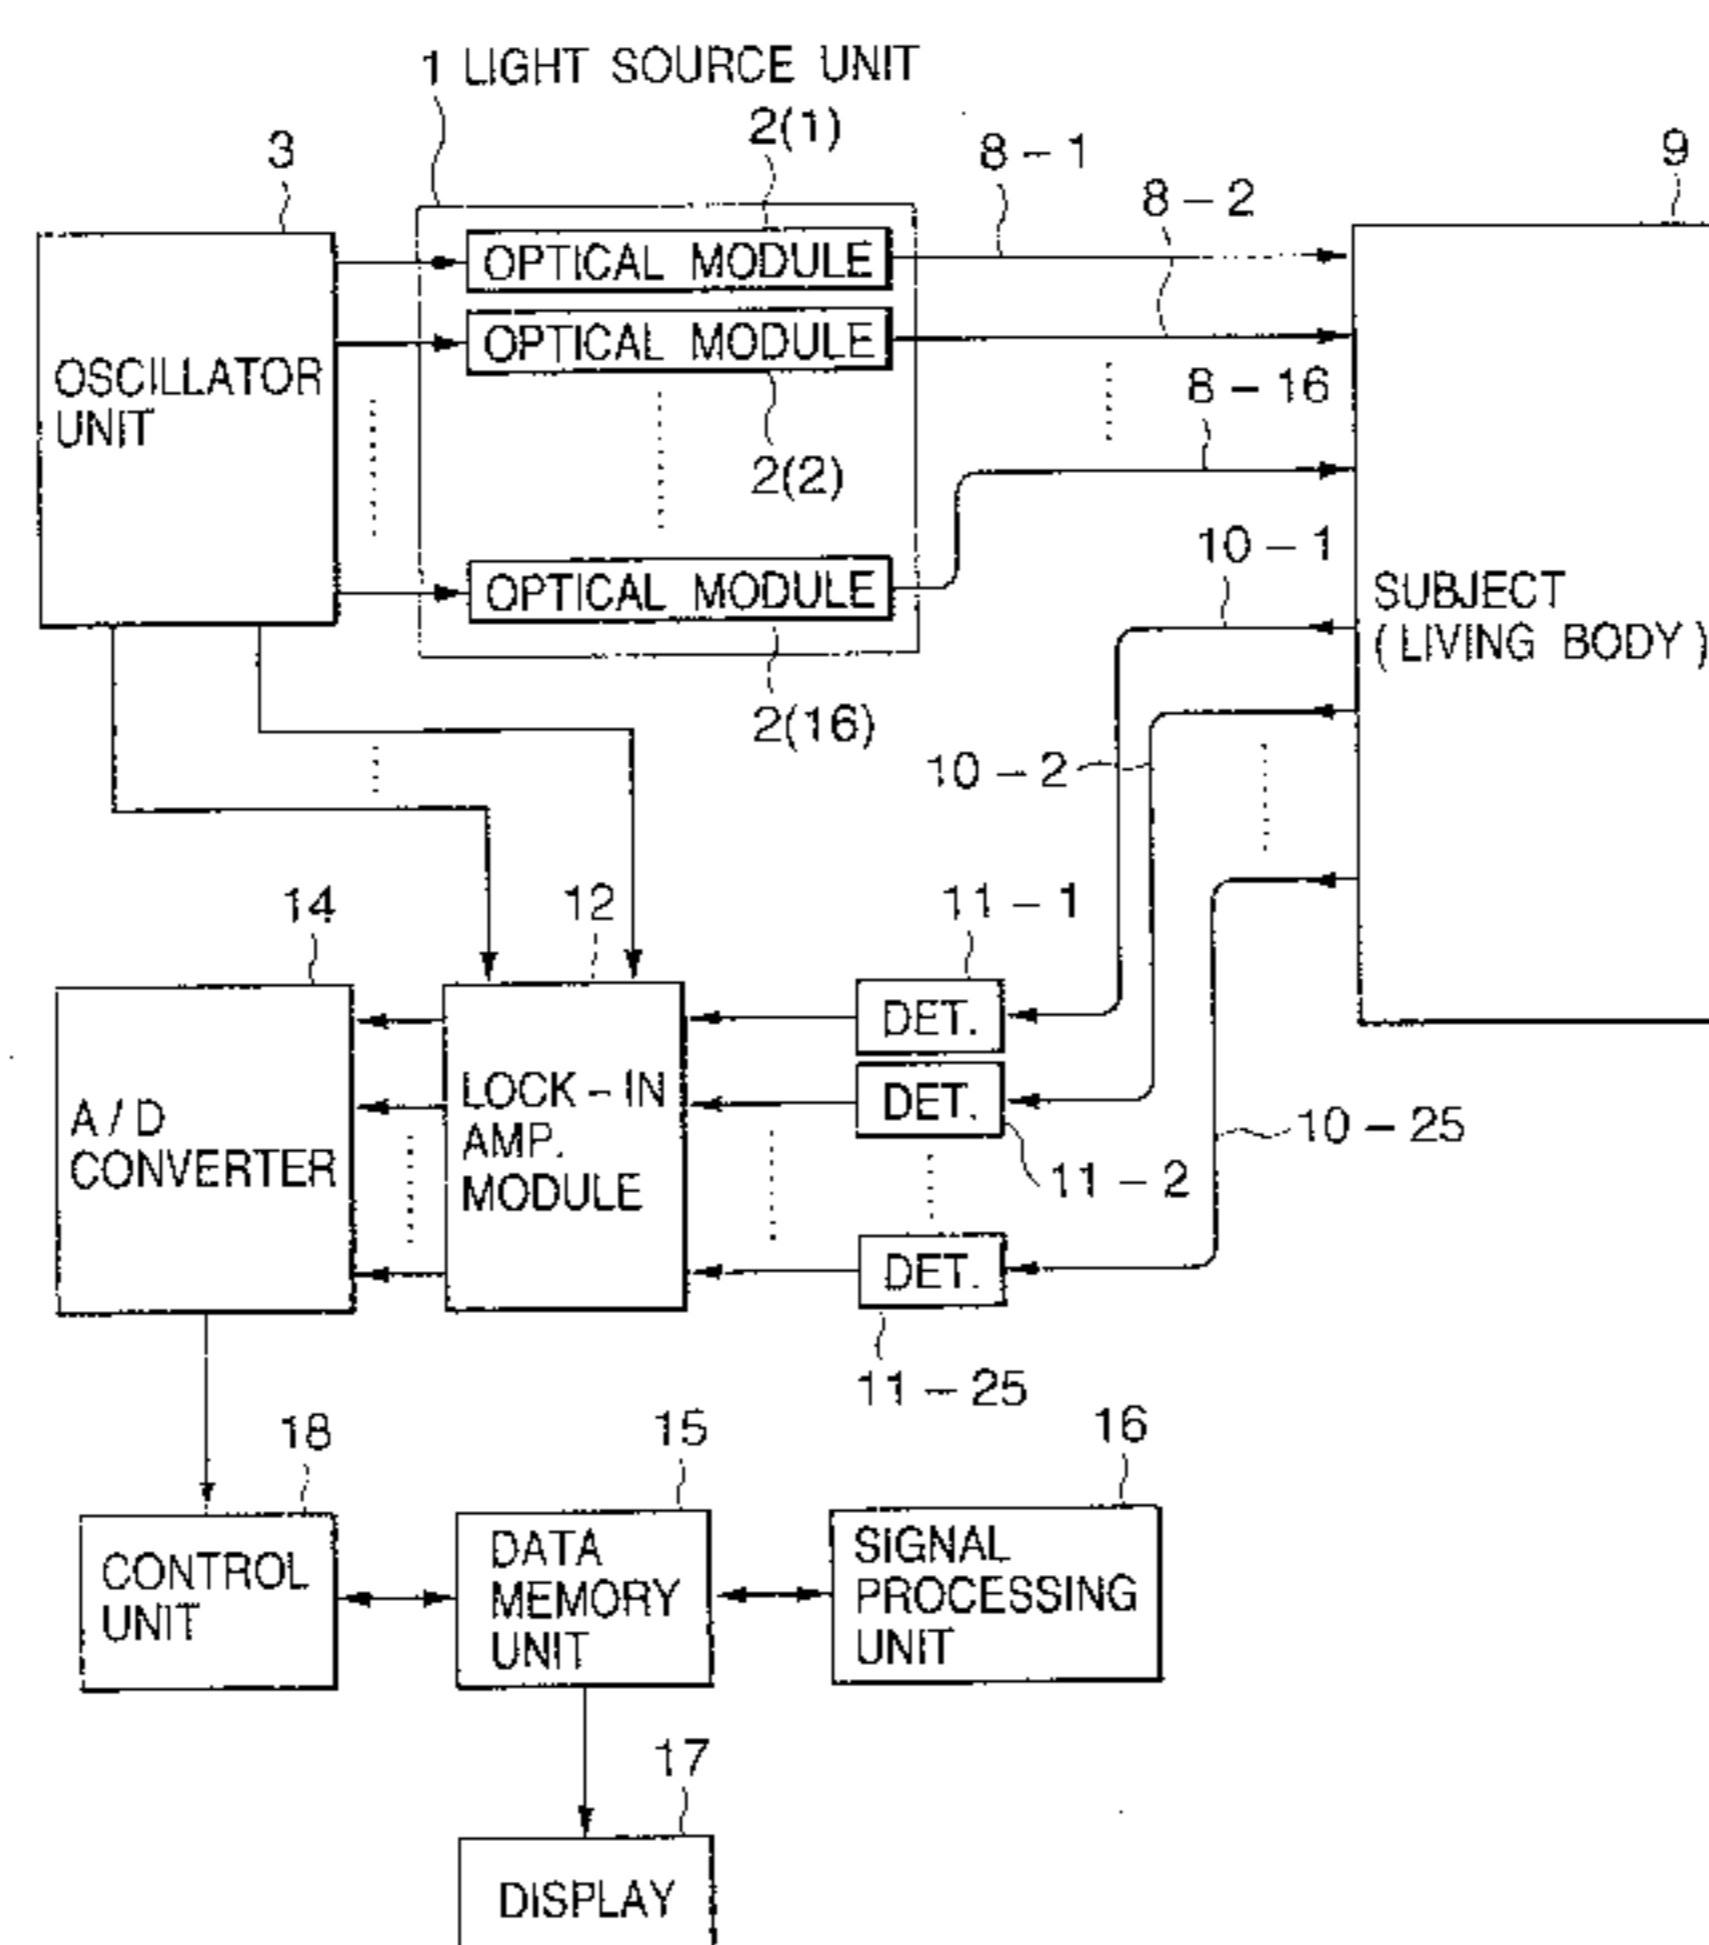 1 LIGHT SOURCE UNIT
2(1)
3
8-1
9
8-2
OPTICAL MODULE
OPTICAL MODULE
OSCILLATOR
UNIT
8-16
2(2)
10-1
OPTICAL MODULE
SUBJECT
(LIVING BODY)
2(16)
10-2
14
12
11-1
DET.
LOCK-IN
AMP.
MODULE
DET.
A/D
CONVERTER
10-25
11-2
DET.
11-25
18
15
16
CONTROL
UNIT
DATA
MEMORY
UNIT
SIGNAL
PROCESSING
UNIT
17
DISPLAY